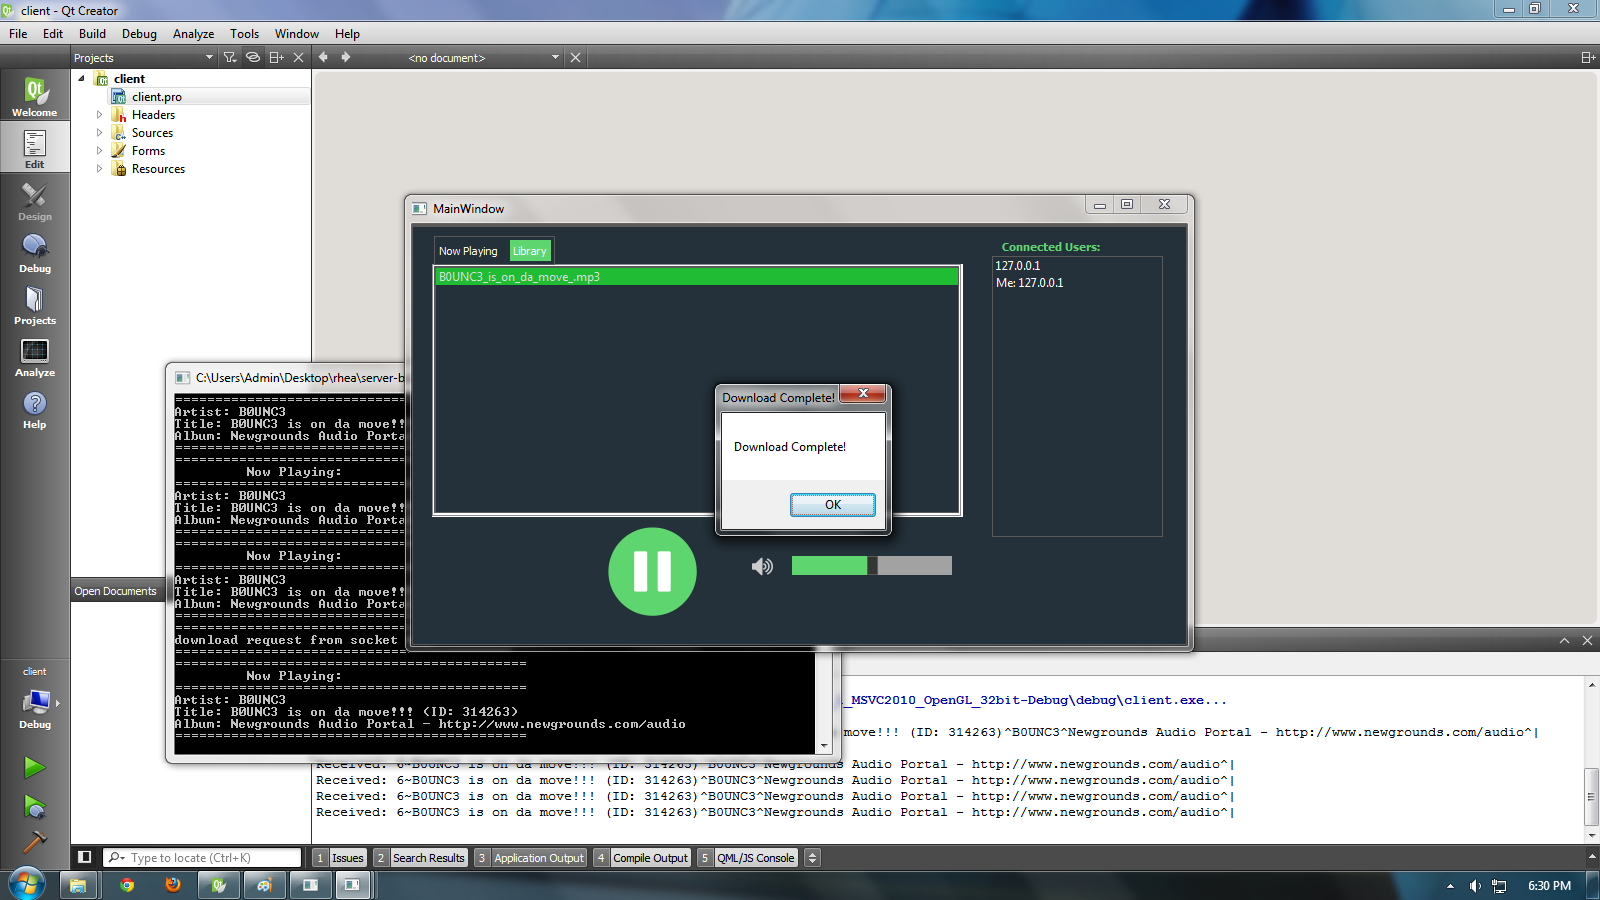 client - Qt Creator
File Edit Build Debug Analyze Tools Window Help
Projects
<no document>
Welcome
Edit
Design
Debug
Projects
Analyze
Help
client
client.pro
Headers
Sources
Forms
Resources
Open Documents
MainWindow
Now Playing Library
B0UNC3_is_on_da_move_.mp3
Connected Users:
127.0.0.1
Me: 127.0.0.1
Download Complete!
Download Complete!
OK
C:\Users\Admin\Desktop\rhea\server-b
==============================
Artist: B0UNC3
Title: B0UNC3 is on da move!!
Album: Newgrounds Audio Porta
==============================
==============================
Now Playing:
==============================
Artist: B0UNC3
Title: B0UNC3 is on da move!!
Album: Newgrounds Audio Porta
==============================
==============================
Now Playing:
==============================
Artist: B0UNC3
Title: B0UNC3 is on da move!!
Album: Newgrounds Audio Porta
==============================
==============================
download request from socket
==============================
============================================
Now Playing:
============================================
Artist: B0UNC3
Title: B0UNC3 is on da move!!! (ID: 314263)
Album: Newgrounds Audio Portal - http://www.newgrounds.com/audio
============================================
_MSVC2010_OpenGL_32bit-Debug\debug\client.exe...
move!!! (ID: 314263)^B0UNC3^Newgrounds Audio Portal - http://www.newgrounds.com/audio^|
Received: 6~B0UNC3 is on da move!!! (ID: 314263)^B0UNC3^Newgrounds Audio Portal - http://www.newgrounds.com/audio^|
Received: 6~B0UNC3 is on da move!!! (ID: 314263)^B0UNC3^Newgrounds Audio Portal - http://www.newgrounds.com/audio^|
Received: 6~B0UNC3 is on da move!!! (ID: 314263)^B0UNC3^Newgrounds Audio Portal - http://www.newgrounds.com/audio^|
Received: 6~B0UNC3 is on da move!!! (ID: 314263)^B0UNC3^Newgrounds Audio Portal - http://www.newgrounds.com/audio^|
client
Debug
Type to locate (Ctrl+K)
1 Issues 2 Search Results 3 Application Output 4 Compile Output 5 QML/JS Console
6:30 PM